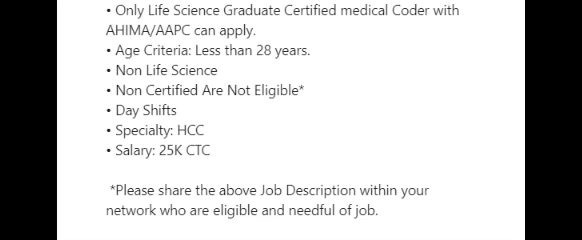 • Only Life Science Graduate Certified medical Coder with
AHIMA/AAPC can apply.
• Age Criteria: Less than 28 years.
• Non Life Science
• Non Certified Are Not Eligible*
• Day Shifts
• Specialty: HCC
• Salary: 25K CTC
*Please share the above Job Description within your
network who are eligible and needful of job.